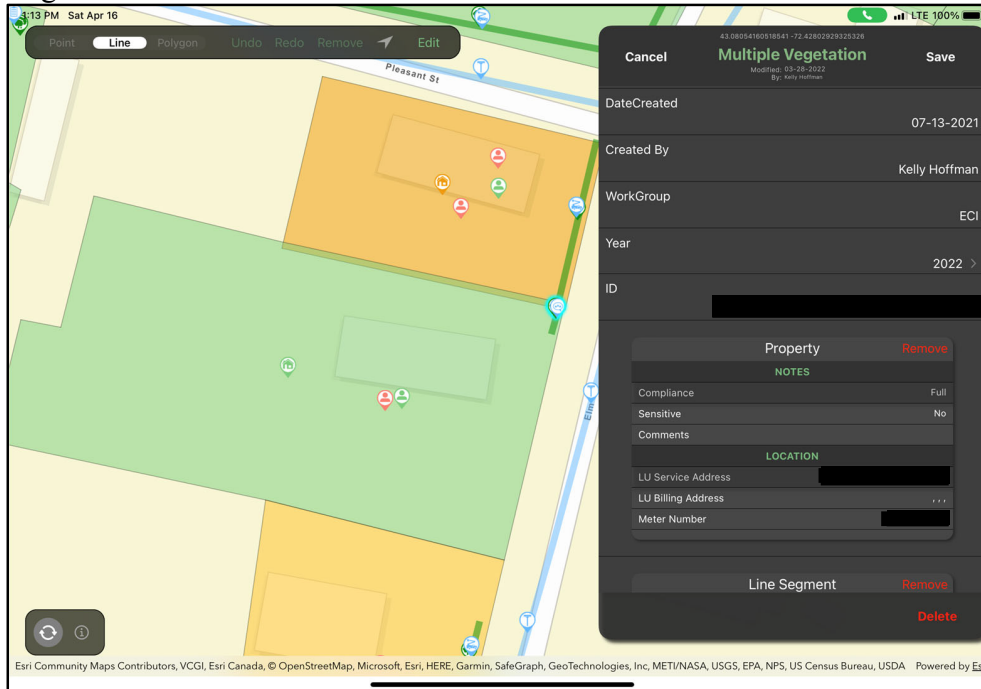 1:13 PM Sat Apr 16
LTE 100%
Point Line Polygon Undo Redo Remove Edit
Pleasant St
Elm
43.08054160518541 -72.42802929325326
Cancel Multiple Vegetation Save
Modified: 03-28-2022
By: Kelly Hoffman
DateCreated
07-13-2021
Created By
Kelly Hoffman
WorkGroup
ECI
Year
2022 >
ID
Property Remove
NOTES
Compliance Full
Sensitive No
Comments
LOCATION
LU Service Address
LU Billing Address , , ,
Meter Number
Line Segment Remove
Delete
Esri Community Maps Contributors, VCGI, Esri Canada, © OpenStreetMap, Microsoft, Esri, HERE, Garmin, SafeGraph, GeoTechnologies, Inc, METI/NASA, USGS, EPA, NPS, US Census Bureau, USDA Powered by Es